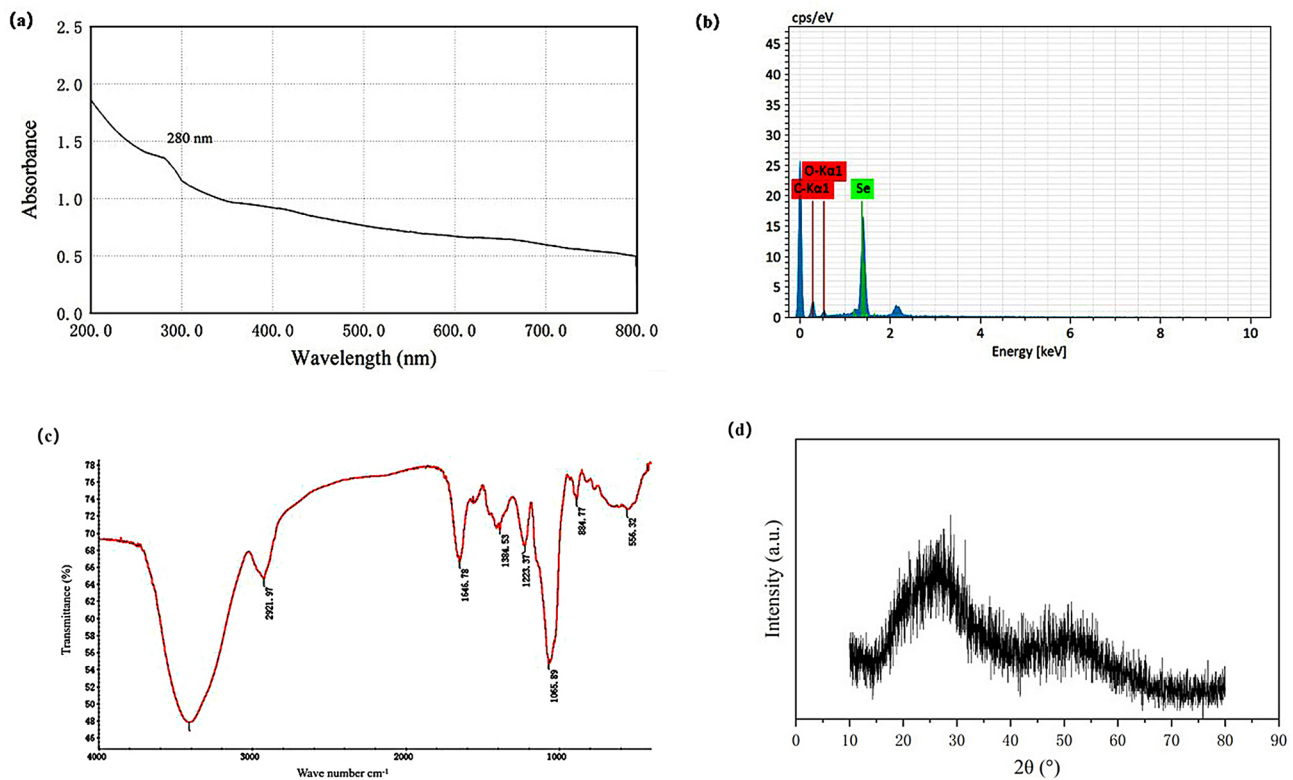 (a)
2.5
2.0
1.5
1.0
0.5
0.0
Absorbance
280 nm
200.0 300.0 400.0 500.0 600.0 700.0 800.0
Wavelength (nm)
(b)
cps/eV
45
40
35
30
25
20
15
10
5
0
O-Kα1
C-Kα1
Se
0 2 4 6 8 10
Energy [keV]
(c)
78
76
74
72
70
68
66
64
62
60
58
56
54
52
50
48
46
Transmittance (%)
2921.97
1646.78
1384.53
1223.37
1065.89
884.77
556.32
4000 3000 2000 1000
Wave number cm⁻¹
(d)
Intensity (a.u.)
0 10 20 30 40 50 60 70 80 90
2θ (°)